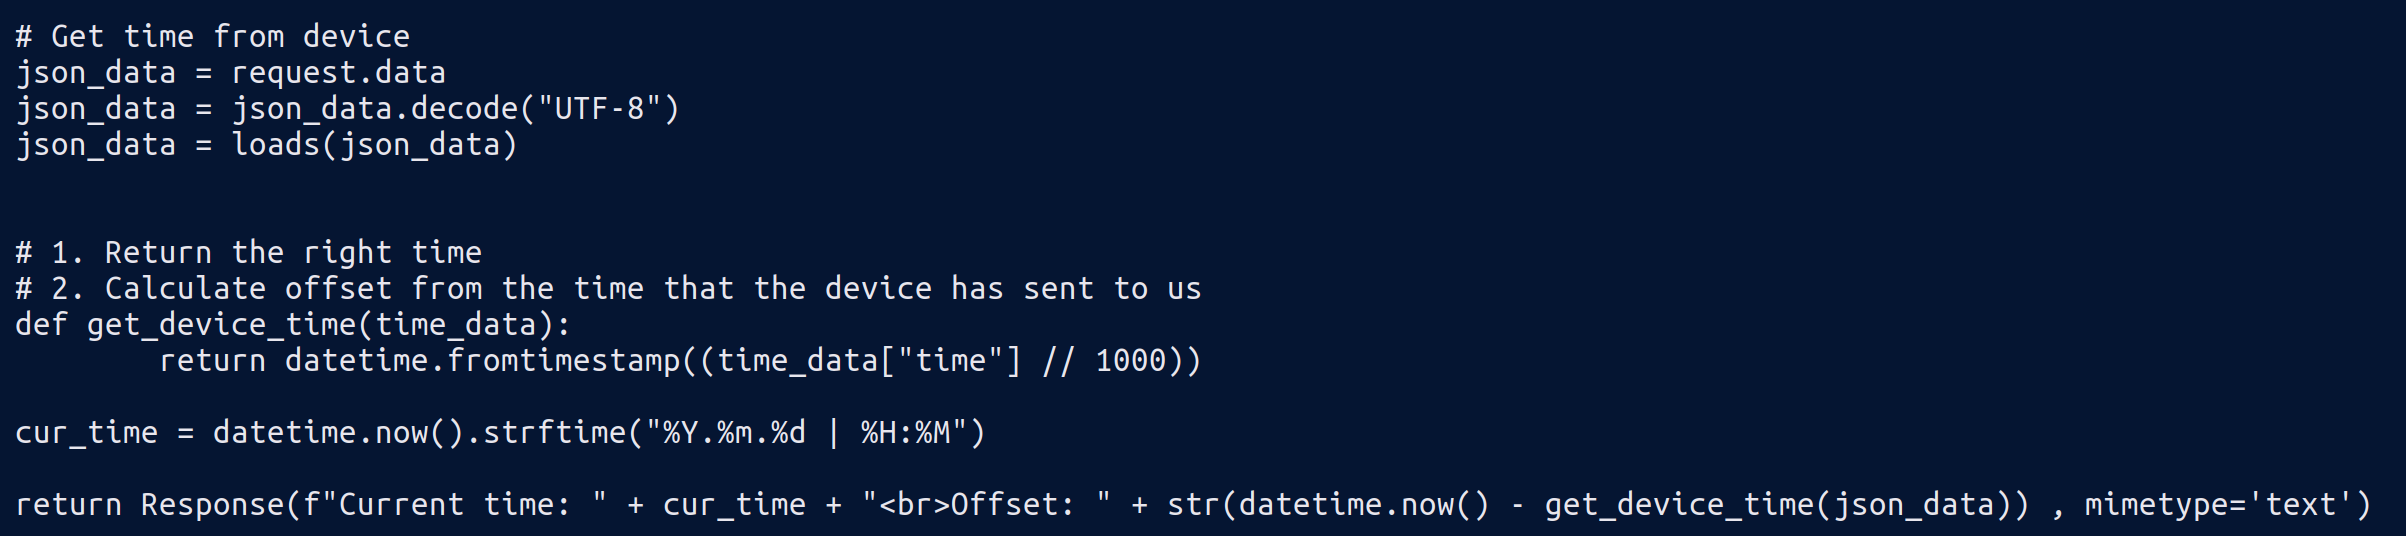 # Get time from device
json_data = request.data
json_data = json_data.decode("UTF-8")
json_data = loads(json_data)
# 1. Return the right time
# 2. Calculate offset from the time that the device has sent to us
def get_device_time(time_data):
        return datetime.fromtimestamp((time_data["time"] // 1000))
cur_time = datetime.now().strftime("%Y.%m.%d | %H:%M")
return Response(f"Current time: " + cur_time + "<br>Offset: " + str(datetime.now() - get_device_time(json_data)) , mimetype='text')